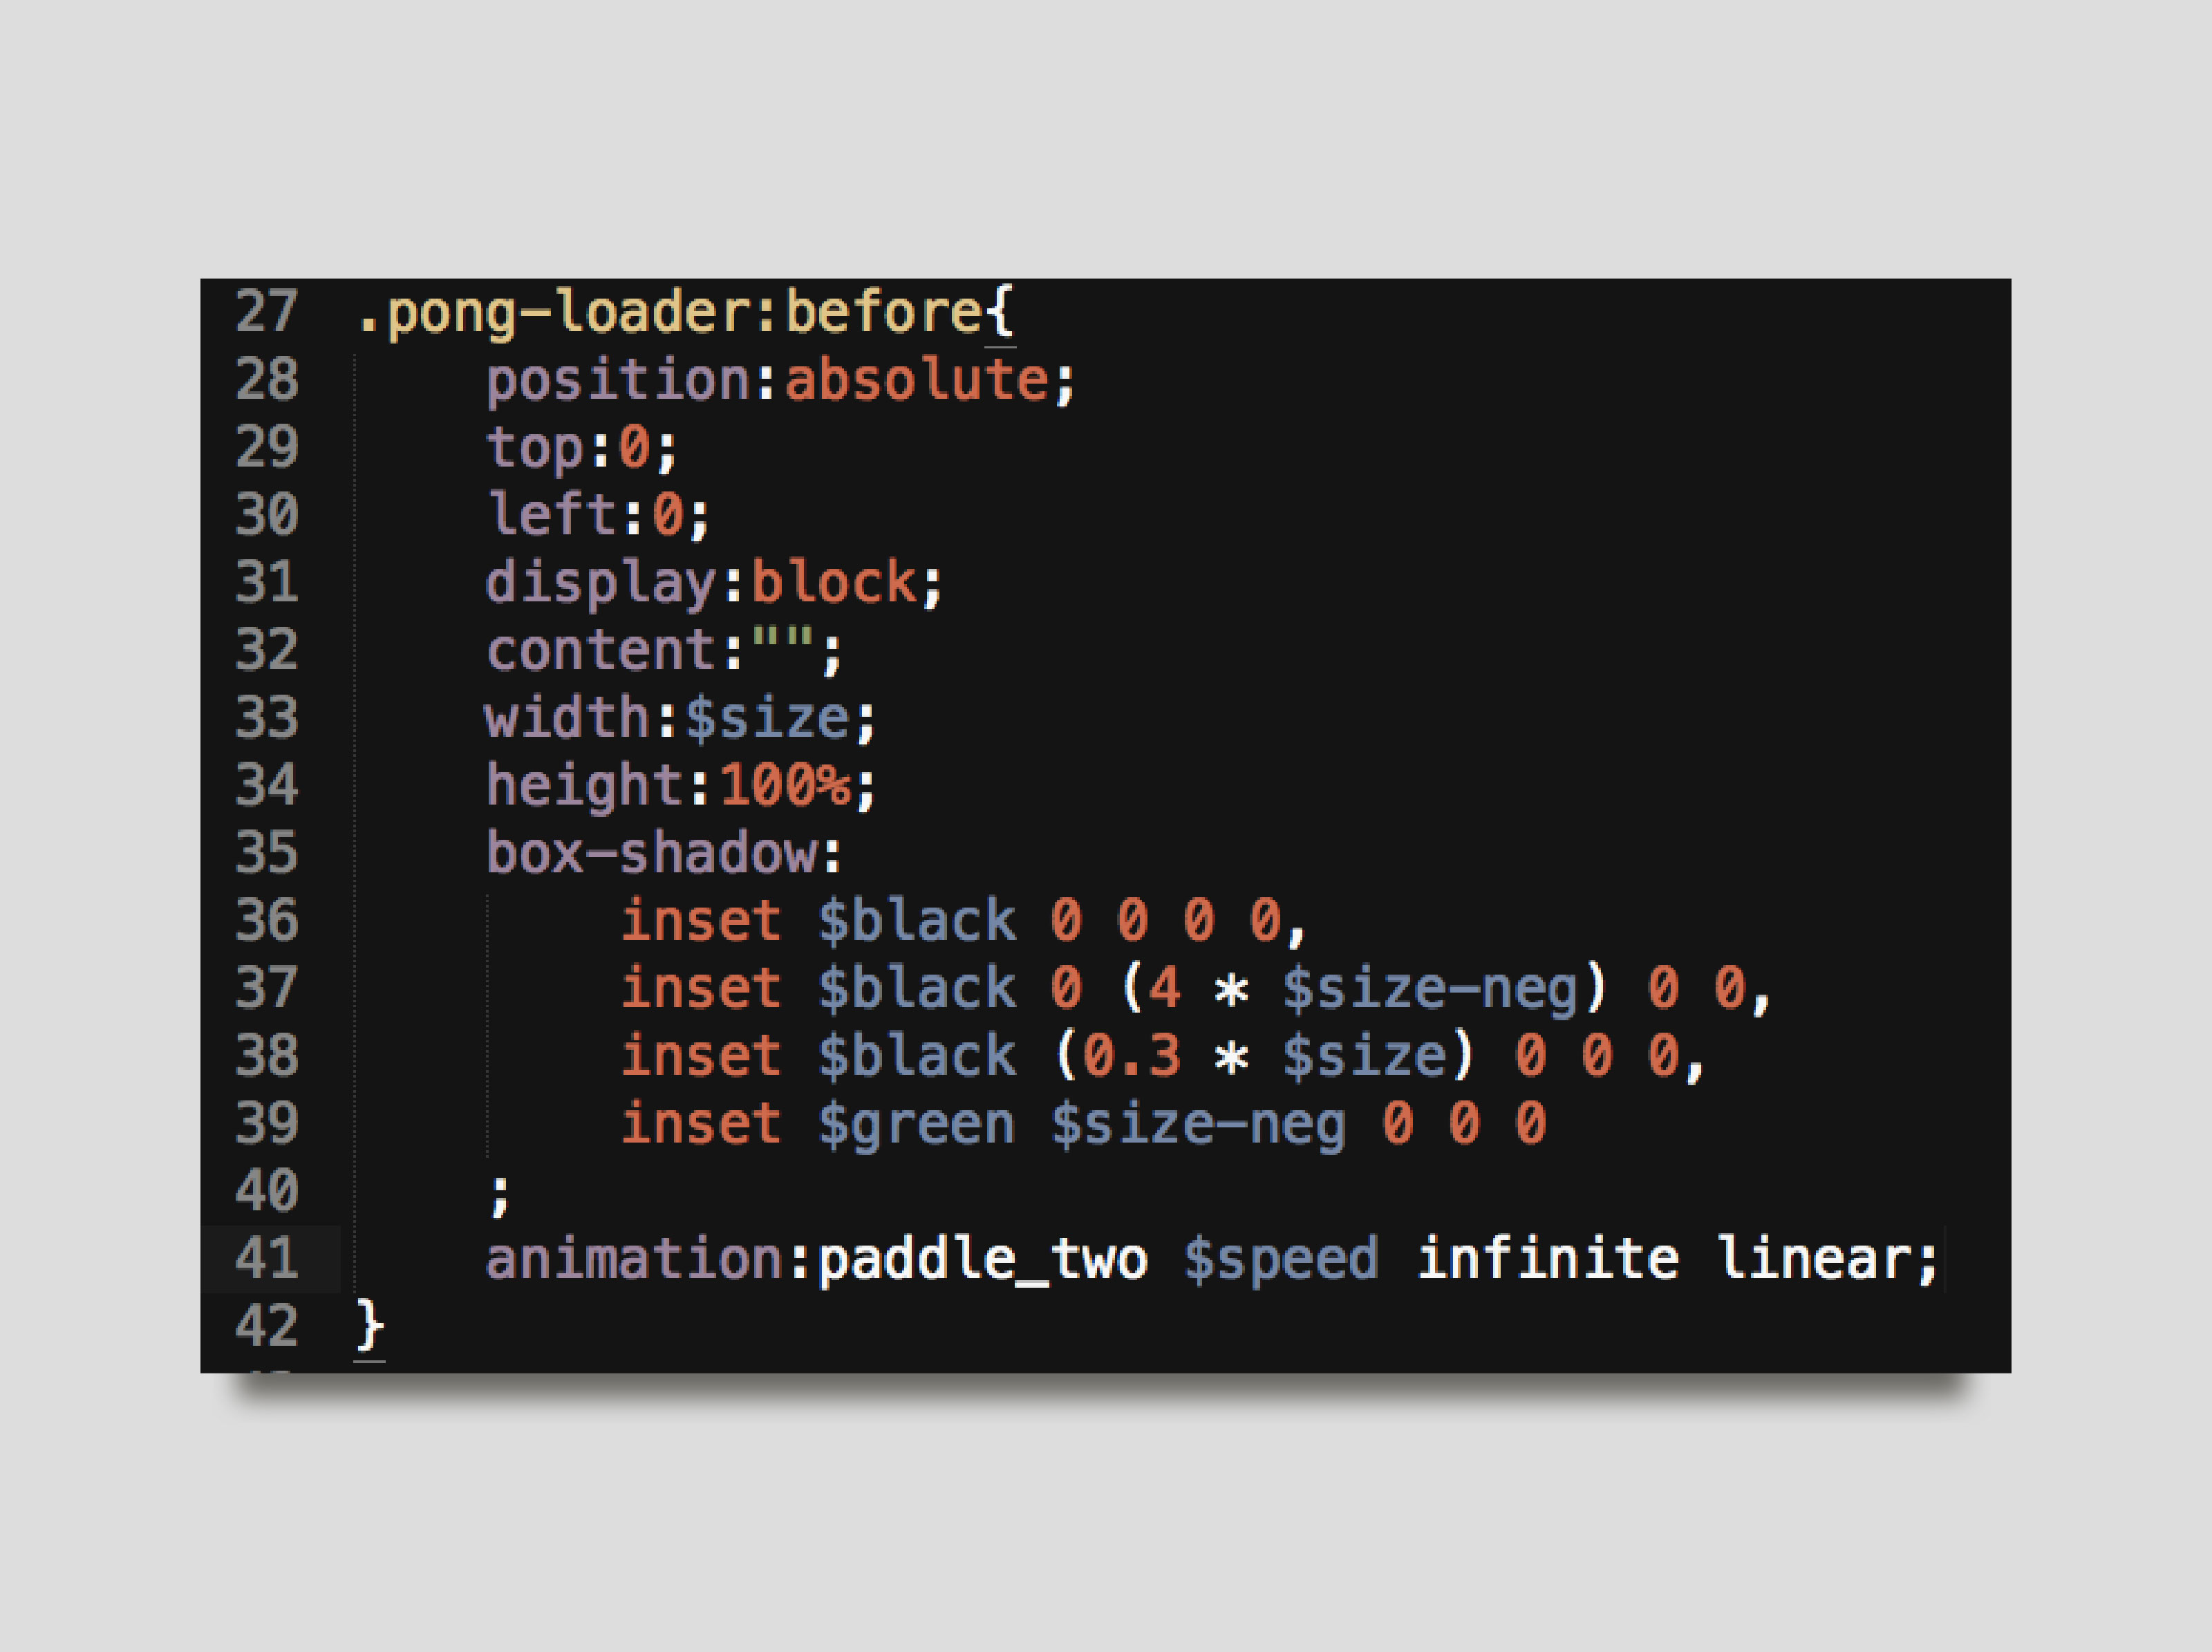 27 .pong-loader:before{
28 position:absolute;
29 top:0;
30 left:0;
31 display:block;
32 content:"";
33 width:$size;
34 height:100%;
35 box-shadow:
36 inset $black 0 0 0 0,
37 inset $black 0 (4 * $size-neg) 0 0,
38 inset $black (0.3 * $size) 0 0 0,
39 inset $green $size-neg 0 0 0
40 ;
41 animation:paddle_two $speed infinite linear;
42 }